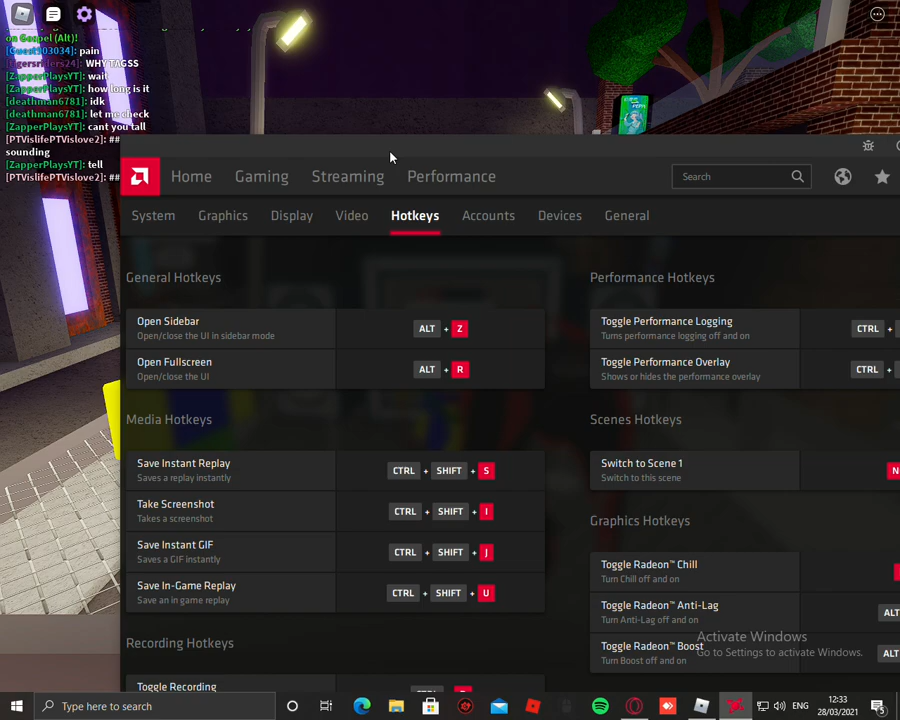 on Gospel (Alt)!
[Guest103034]: pain
WHY TAGSS
[ZapperPlaysYT]: wait
[ZapperPlaysYT]: how long is it
[deathman6781]: idk
[deathman6781]: let me check
[ZapperPlaysYT]: cant you tall
[PTVislifePTVislove2]: ##
sounding
[ZapperPlaysYT]: tell
[PTVislifePTVislove2]: ##
Home
Gaming
Streaming
Performance
Search
System
Graphics
Display
Video
Hotkeys
Accounts
Devices
General
General Hotkeys
Open Sidebar
Open/close the UI in sidebar mode
ALT + Z
Open Fullscreen
Open/close the UI
ALT + R
Media Hotkeys
Save Instant Replay
Saves a replay instantly
CTRL + SHIFT + S
Take Screenshot
Takes a screenshot
CTRL + SHIFT + I
Save Instant GIF
Saves a GIF instantly
CTRL + SHIFT + J
Save In-Game Replay
Save an in game replay
CTRL + SHIFT + U
Recording Hotkeys
Toggle Recording
Performance Hotkeys
Toggle Performance Logging
Turns performance logging off and on
CTRL +
Toggle Performance Overlay
Shows or hides the performance overlay
CTRL +
Scenes Hotkeys
Switch to Scene 1
Switch to this scene
N
Graphics Hotkeys
Toggle Radeon™ Chill
Turn Chill off and on
Toggle Radeon™ Anti-Lag
Turn Anti-Lag off and on
ALT
Toggle Radeon™ Boost
Turn Boost off and on
ALT
Activate Windows
Go to Settings to activate Windows.
Type here to search
ENG
12:33
28/03/2021
5